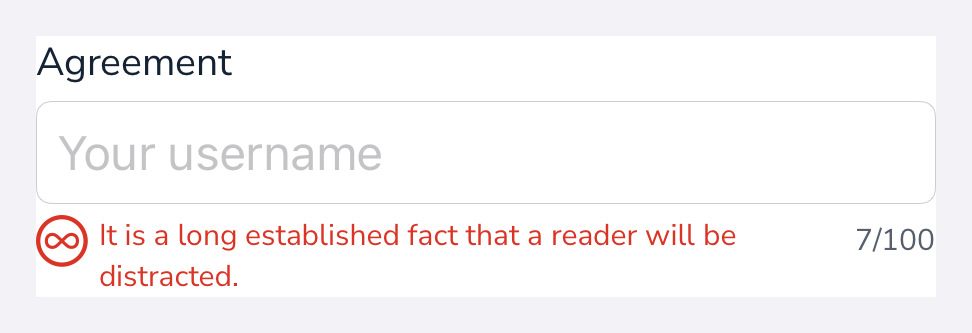 Agreement
Your username
It is a long established fact that a reader will be
distracted.
7/100